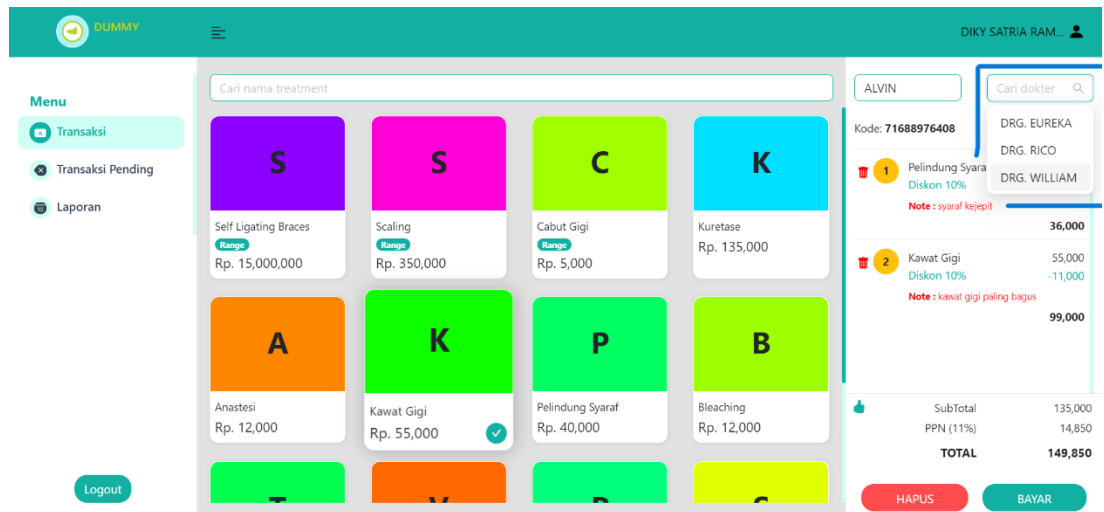 DUMMY
DIKY SATRIA RAM...
Menu
Transaksi
Transaksi Pending
Laporan
Logout
Cari nama treatment
S
Self Ligating Braces
Range
Rp. 15,000,000
S
Scaling
Range
Rp. 350,000
C
Cabut Gigi
Range
Rp. 5,000
K
Kuretase
Rp. 135,000
A
Anastesi
Rp. 12,000
K
Kawat Gigi
Rp. 55,000
P
Pelindung Syaraf
Rp. 40,000
B
Bleaching
Rp. 12,000
ALVIN
Cari dokter
DRG. EUREKA
DRG. RICO
DRG. WILLIAM
Kode: 71688976408
1 Pelindung Syara
Diskon 10%
Note : syaraf kejepit
36,000
2 Kawat Gigi 55,000
Diskon 10% -11,000
Note : kawat gigi paling bagus
99,000
SubTotal 135,000
PPN (11%) 14,850
TOTAL 149,850
HAPUS
BAYAR